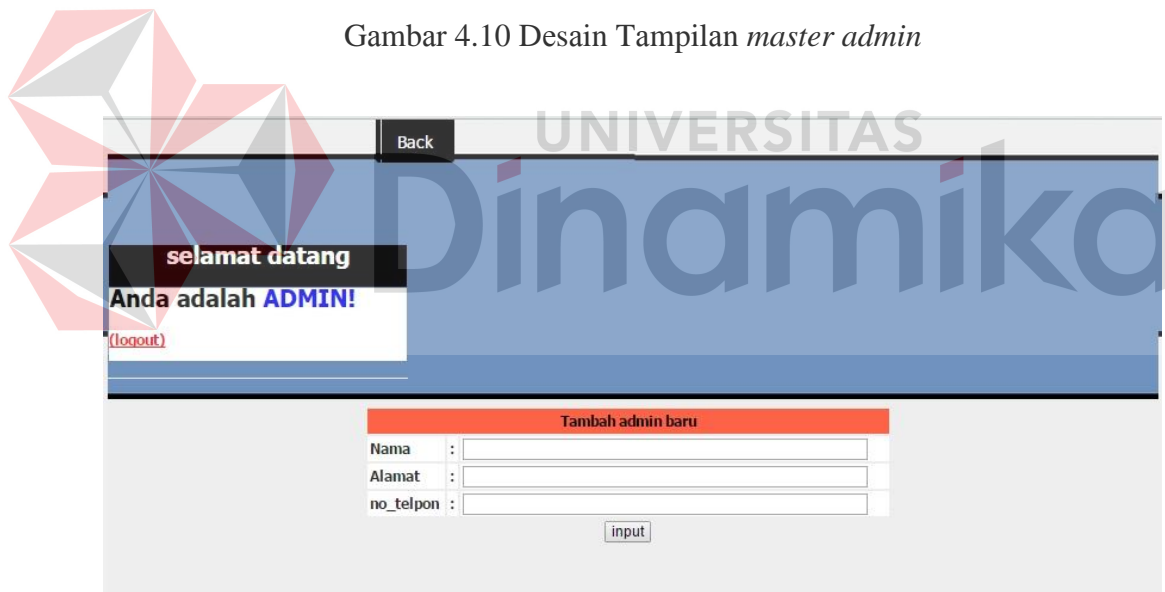 Gambar 4.10 Desain Tampilan master admin
UNIVERSITAS
Dinamika
Back
selamat datang
Anda adalah ADMIN!
(logout)
Tambah admin baru
Nama :
Alamat :
no_telpon :
input